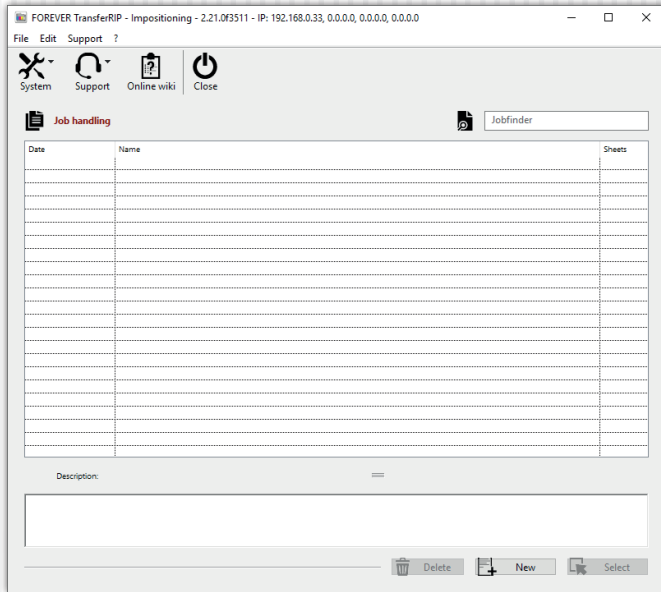 FOREVER TransferRIP - Impositioning - 2.21.0f3511 - IP: 192.168.0.33, 0.0.0.0, 0.0.0.0, 0.0.0.0
File Edit Support ?
System Support Online wiki Close
Job handling Jobfinder
Date Name Sheets
Description:
Delete New Select